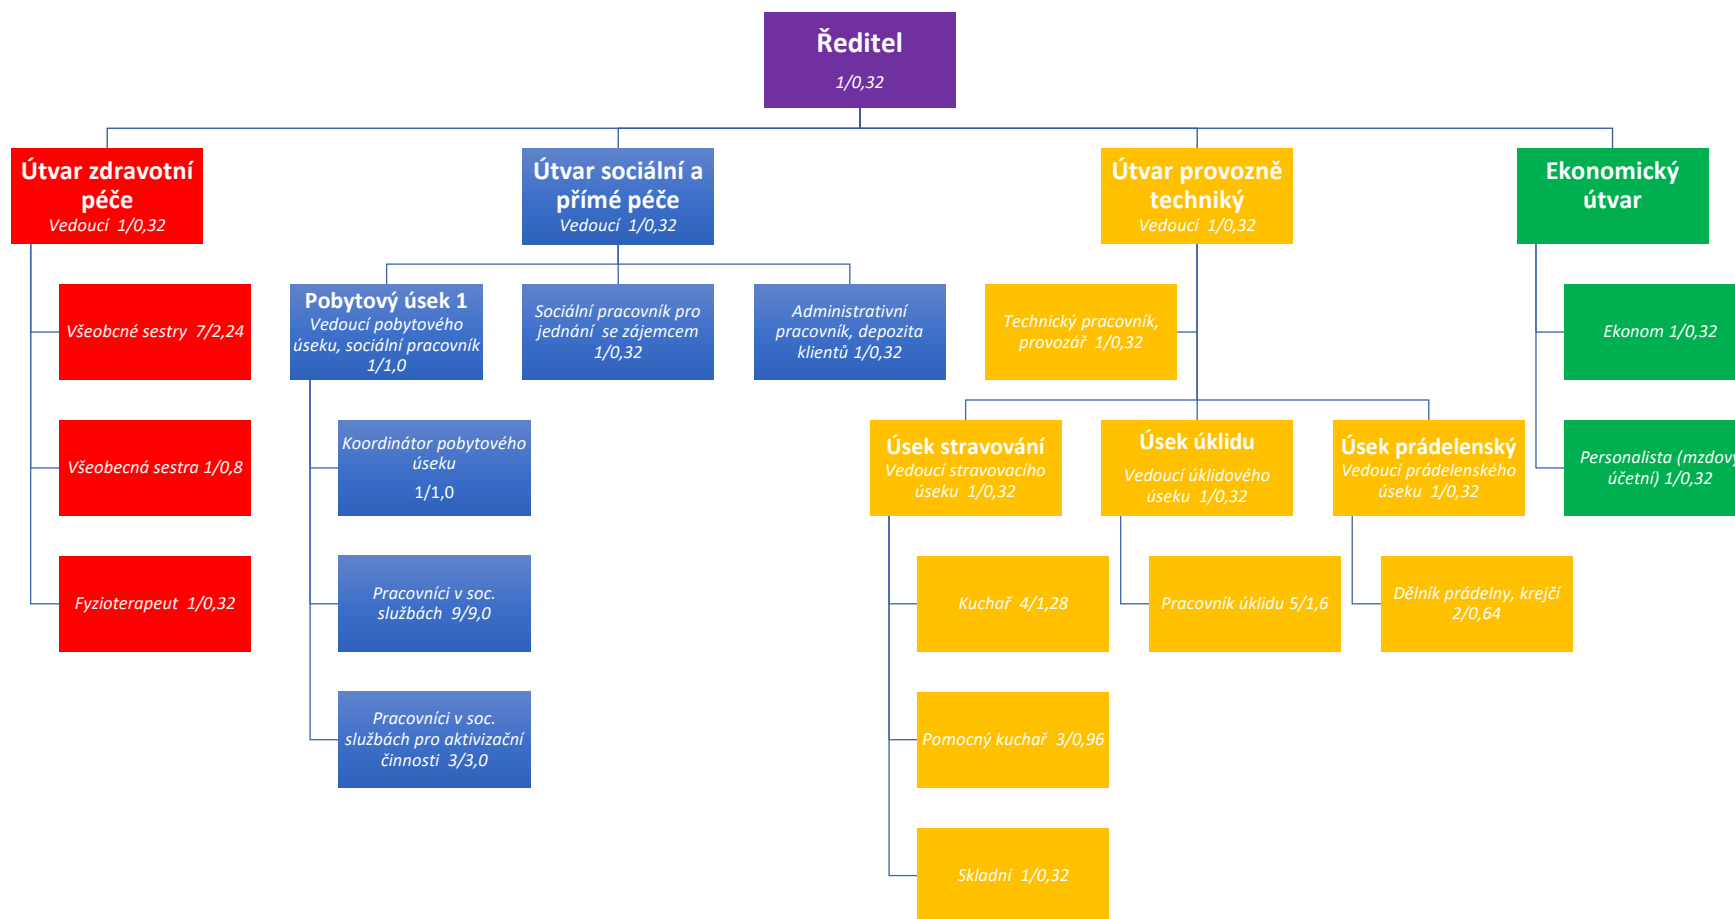 Ředitel
1/0,32
Útvar zdravotní
péče
Vedoucí 1/0,32
Útvar sociální a
přímé péče
Vedoucí 1/0,32
Útvar provozně
techniký
Vedoucí 1/0,32
Ekonomický
útvar
Všeobcné sestry 7/2,24
Pobytový úsek 1
Vedoucí pobytového
úseku, sociální pracovník
1/1,0
Sociální pracovník pro
jednání se zájemcem
1/0,32
Administrativní
pracovník, depozita
klientů 1/0,32
Technický pracovník,
provozář 1/0,32
Ekonom 1/0,32
Všeobecná sestra 1/0,8
Koordinátor pobytového
úseku
1/1,0
Úsek stravování
Vedoucí stravovacího
úseku 1/0,32
Úsek úklidu
Vedoucí úklidového
úseku 1/0,32
Úsek prádelenský
Vedoucí prádelenského
úseku 1/0,32
Personalista (mzdový
účetní) 1/0,32
Fyzioterapeut 1/0,32
Pracovníci v soc.
službách 9/9,0
Kuchař 4/1,28
Pracovník úklidu 5/1,6
Dělník prádelny, krejčí
2/0,64
Pracovníci v soc.
službách pro aktivizační
činnosti 3/3,0
Pomocný kuchař 3/0,96
Skladní 1/0,32